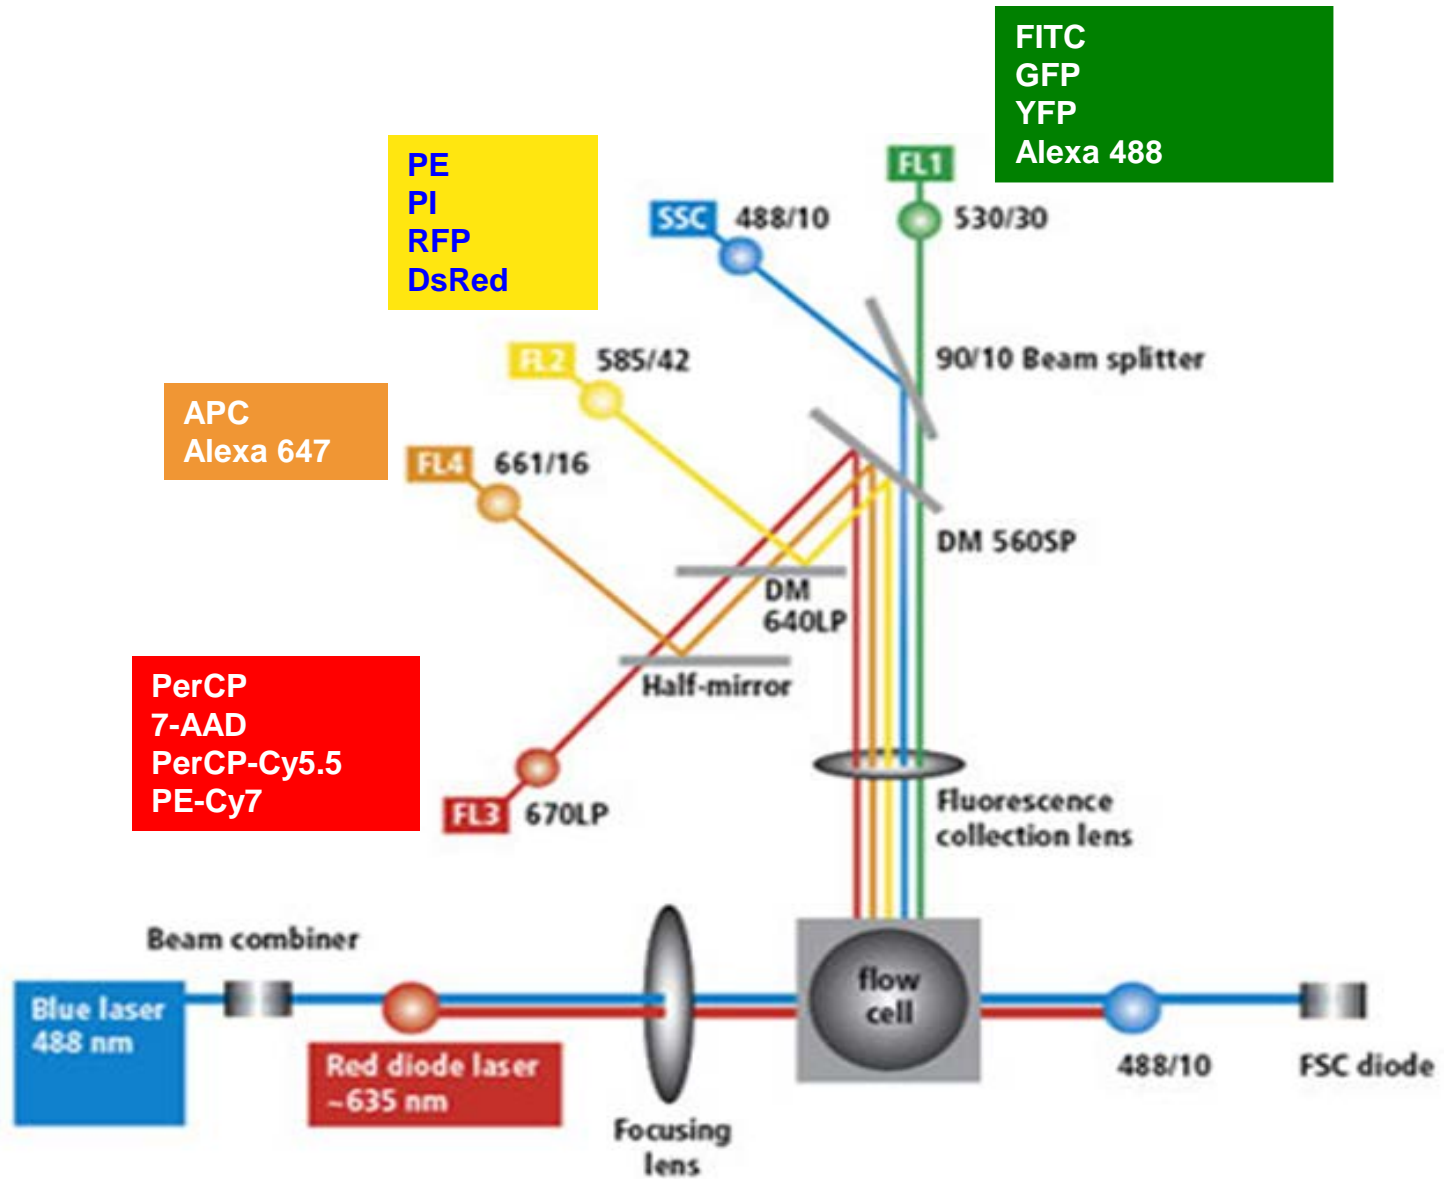 FITC
GFP
YFP
Alexa 488
PE
PI
RFP
DsRed
FL1
SSC 488/10
530/30
FL2 585/42
90/10 Beam splitter
APC
Alexa 647
FL4 661/16
DM 560SP
DM
640LP
Half-mirror
PerCP
7-AAD
PerCP-Cy5.5
PE-Cy7
FL3 670LP
Fluorescence
collection lens
Beam combiner
Blue laser
488 nm
flow
cell
Red diode laser
~635 nm
488/10
FSC diode
Focusing
lens